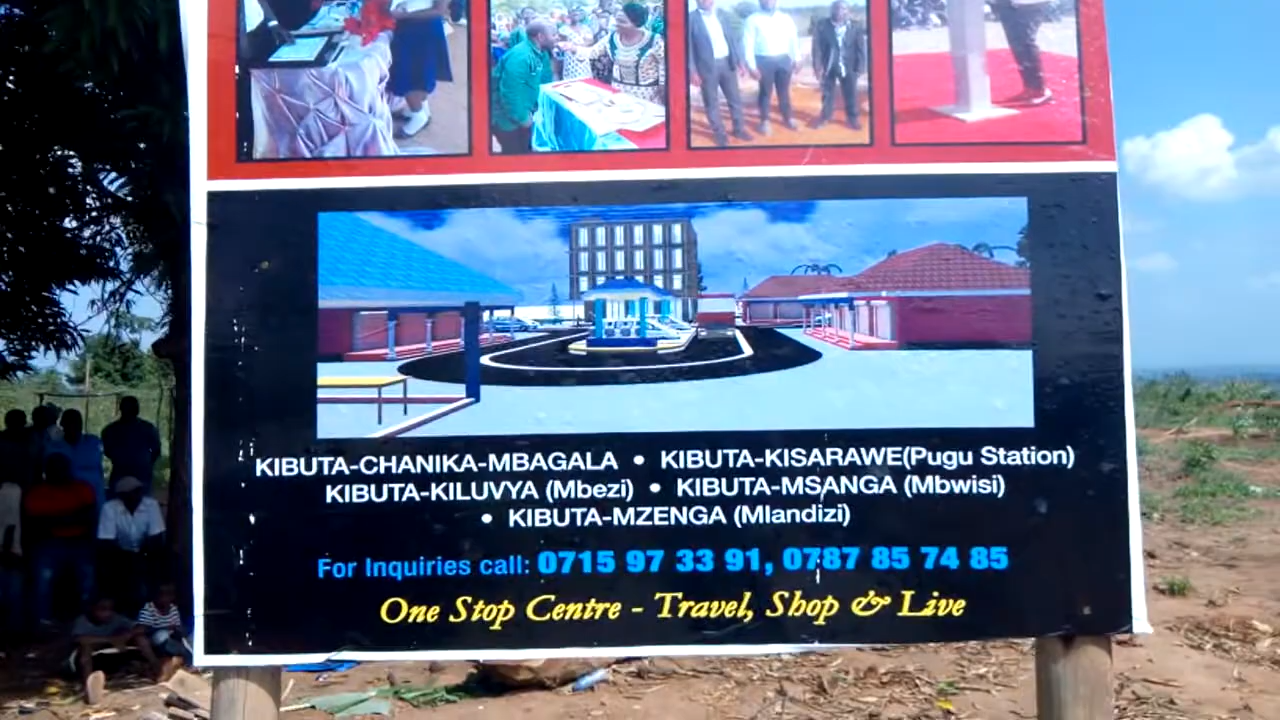 KIBUTA-CHANIKA-MBAGALA • KIBUTA-KISARAWE(Pugu Station)
KIBUTA-KILUVYA (Mbezi) • KIBUTA-MSANGA (Mbwisi)
• KIBUTA-MZENGA (Mlandizi)
For Inquiries call: 0715 97 33 91, 0787 85 74 85
One Stop Centre - Travel, Shop & Live